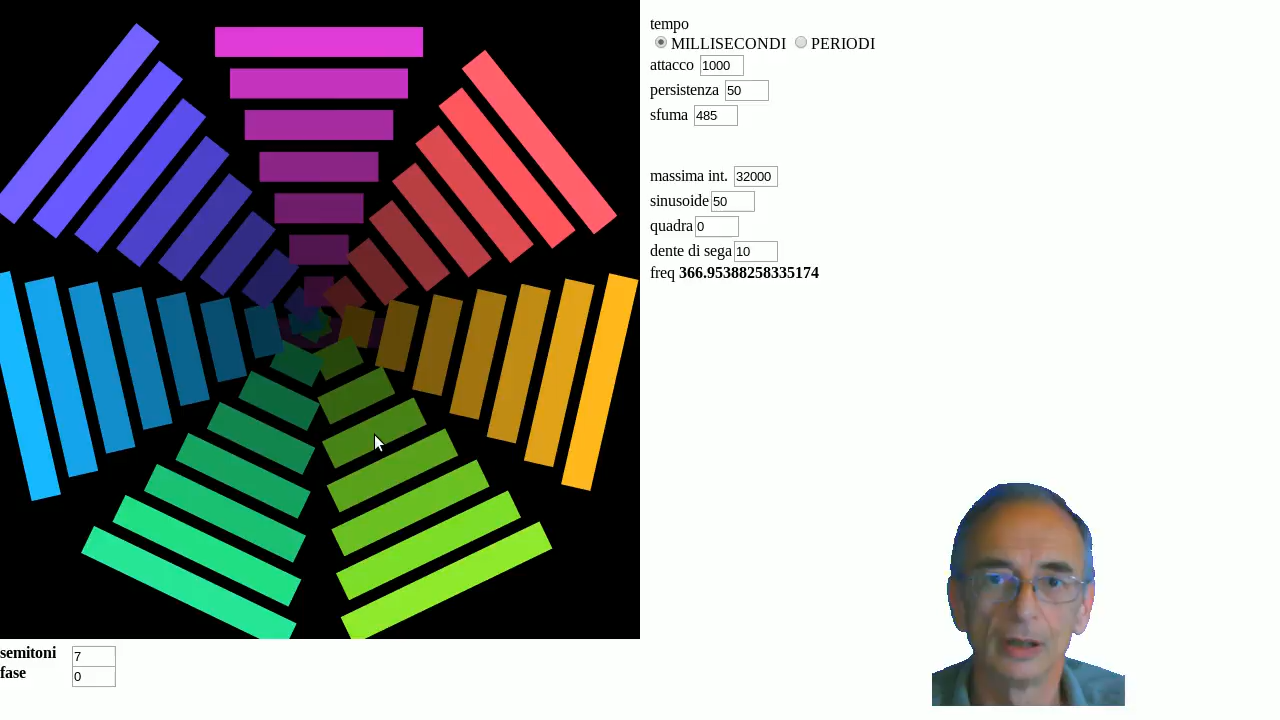 tempo
MILLISECONDI PERIODI
attacco 1000
persistenza 50
sfuma 485
massima int. 32000
sinusoide 50
quadra 0
dente di sega 10
freq 366.95388258335174
semitoni 7
fase 0